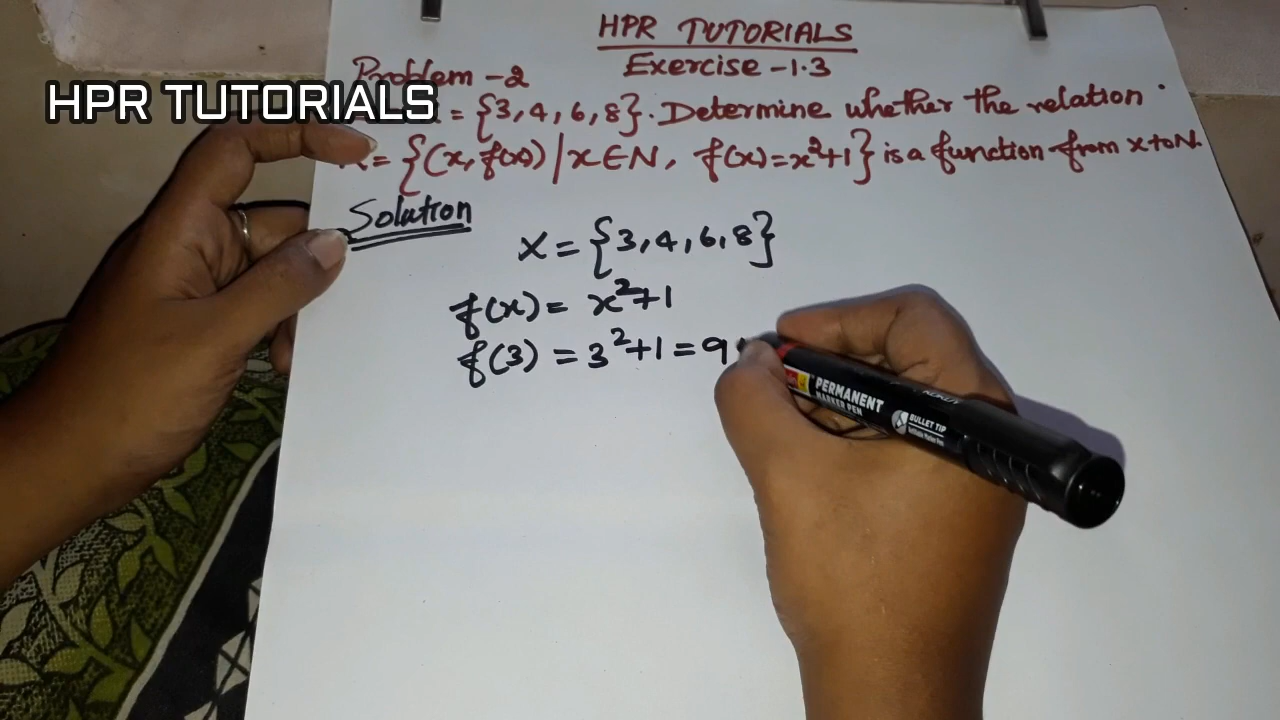 HPR TUTORIALS
Exercise -1.3
Problem -2
HPR TUTORIALS
= {3, 4, 6, 8}. Determine whether the relation
= {(x, f(x)) | x ∈ N, f(x) = x²+1} is a function from x to N.
Solution
X = {3, 4, 6, 8}
f(x) = x²+1
f(3) = 3²+1 = 9
PERMANENT
MARKER PEN
BULLET TIP